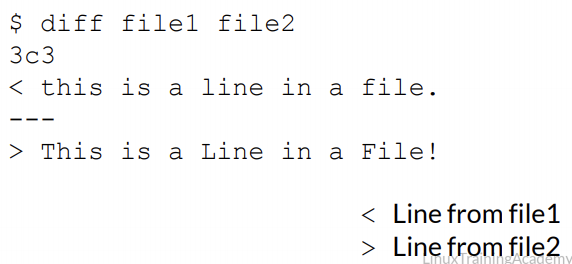 $ diff file1 file2
3c3
< this is a line in a file.
---
> This is a Line in a File!
< Line from file1
> Line from file2
LinuxTrainingAcademy